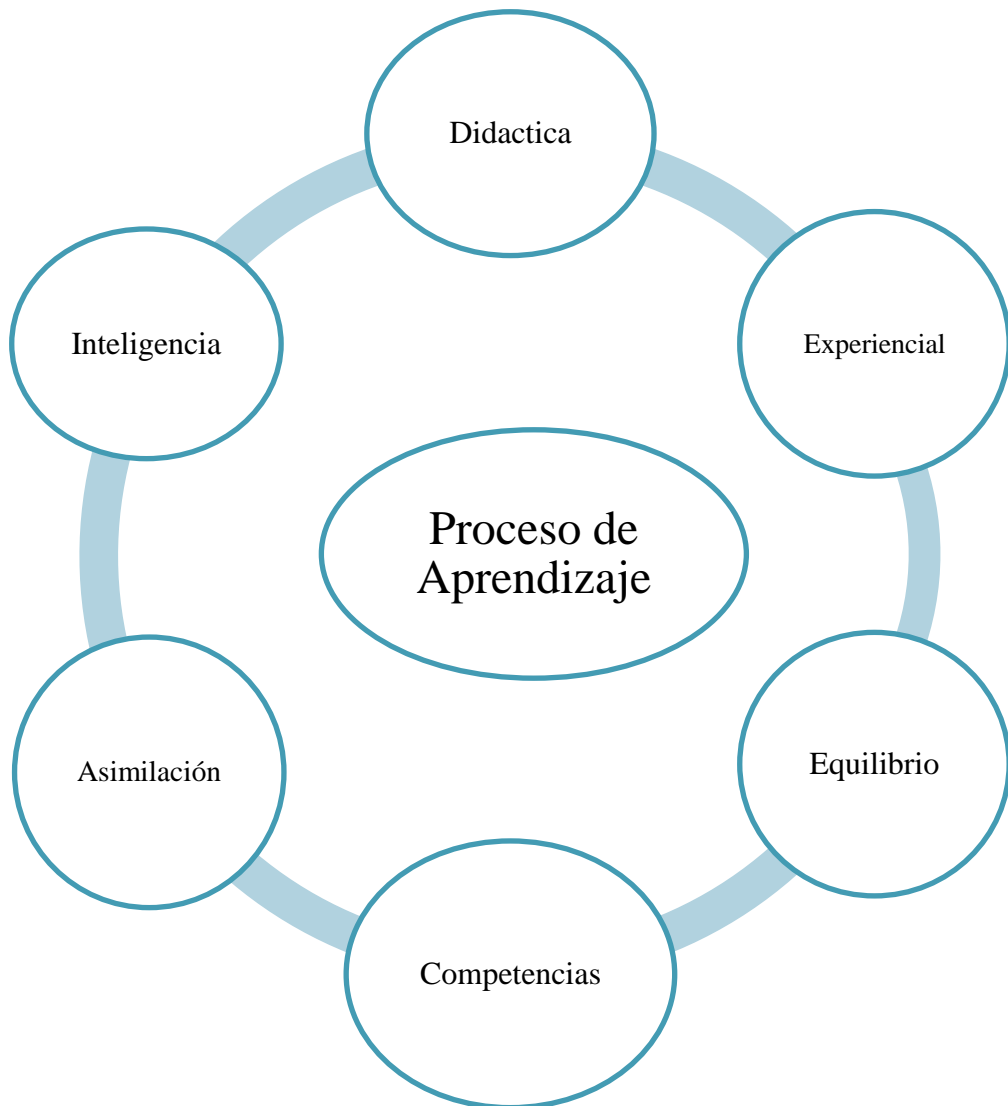 Didactica
Experiencial
Inteligencia
Proceso de
Aprendizaje
Equilibrio
Asimilación
Competencias